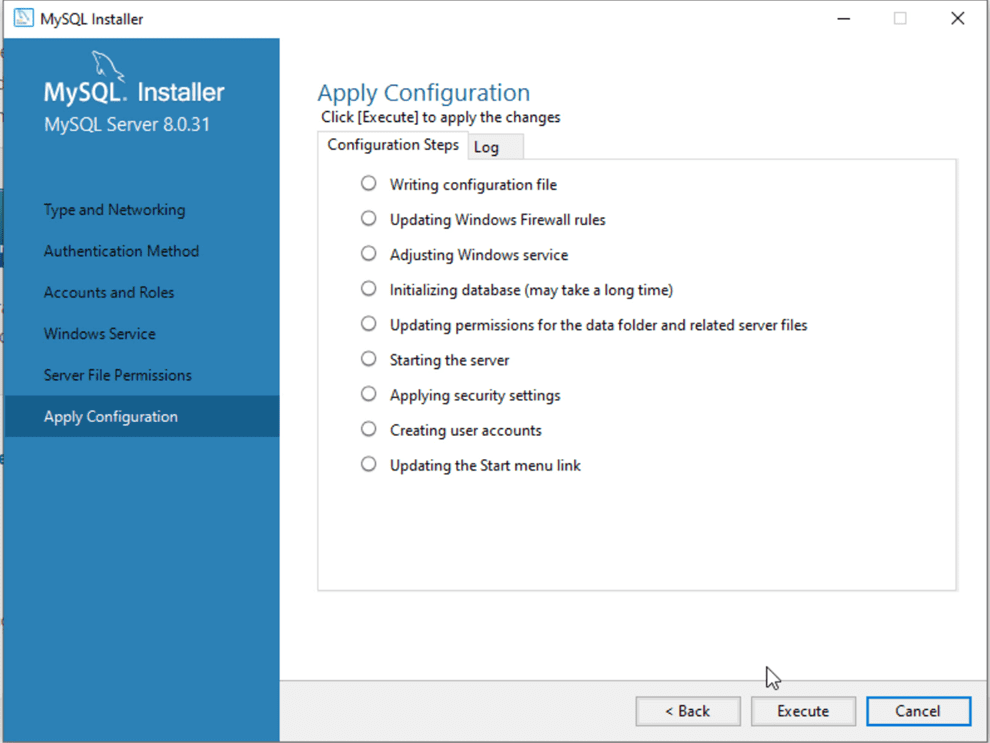 MySQL Installer
MySQL. Installer
MySQL Server 8.0.31
Type and Networking
Authentication Method
Accounts and Roles
Windows Service
Server File Permissions
Apply Configuration
Apply Configuration
Click [Execute] to apply the changes
Configuration Steps
Log
Writing configuration file
Updating Windows Firewall rules
Adjusting Windows service
Initializing database (may take a long time)
Updating permissions for the data folder and related server files
Starting the server
Applying security settings
Creating user accounts
Updating the Start menu link
< Back
Execute
Cancel